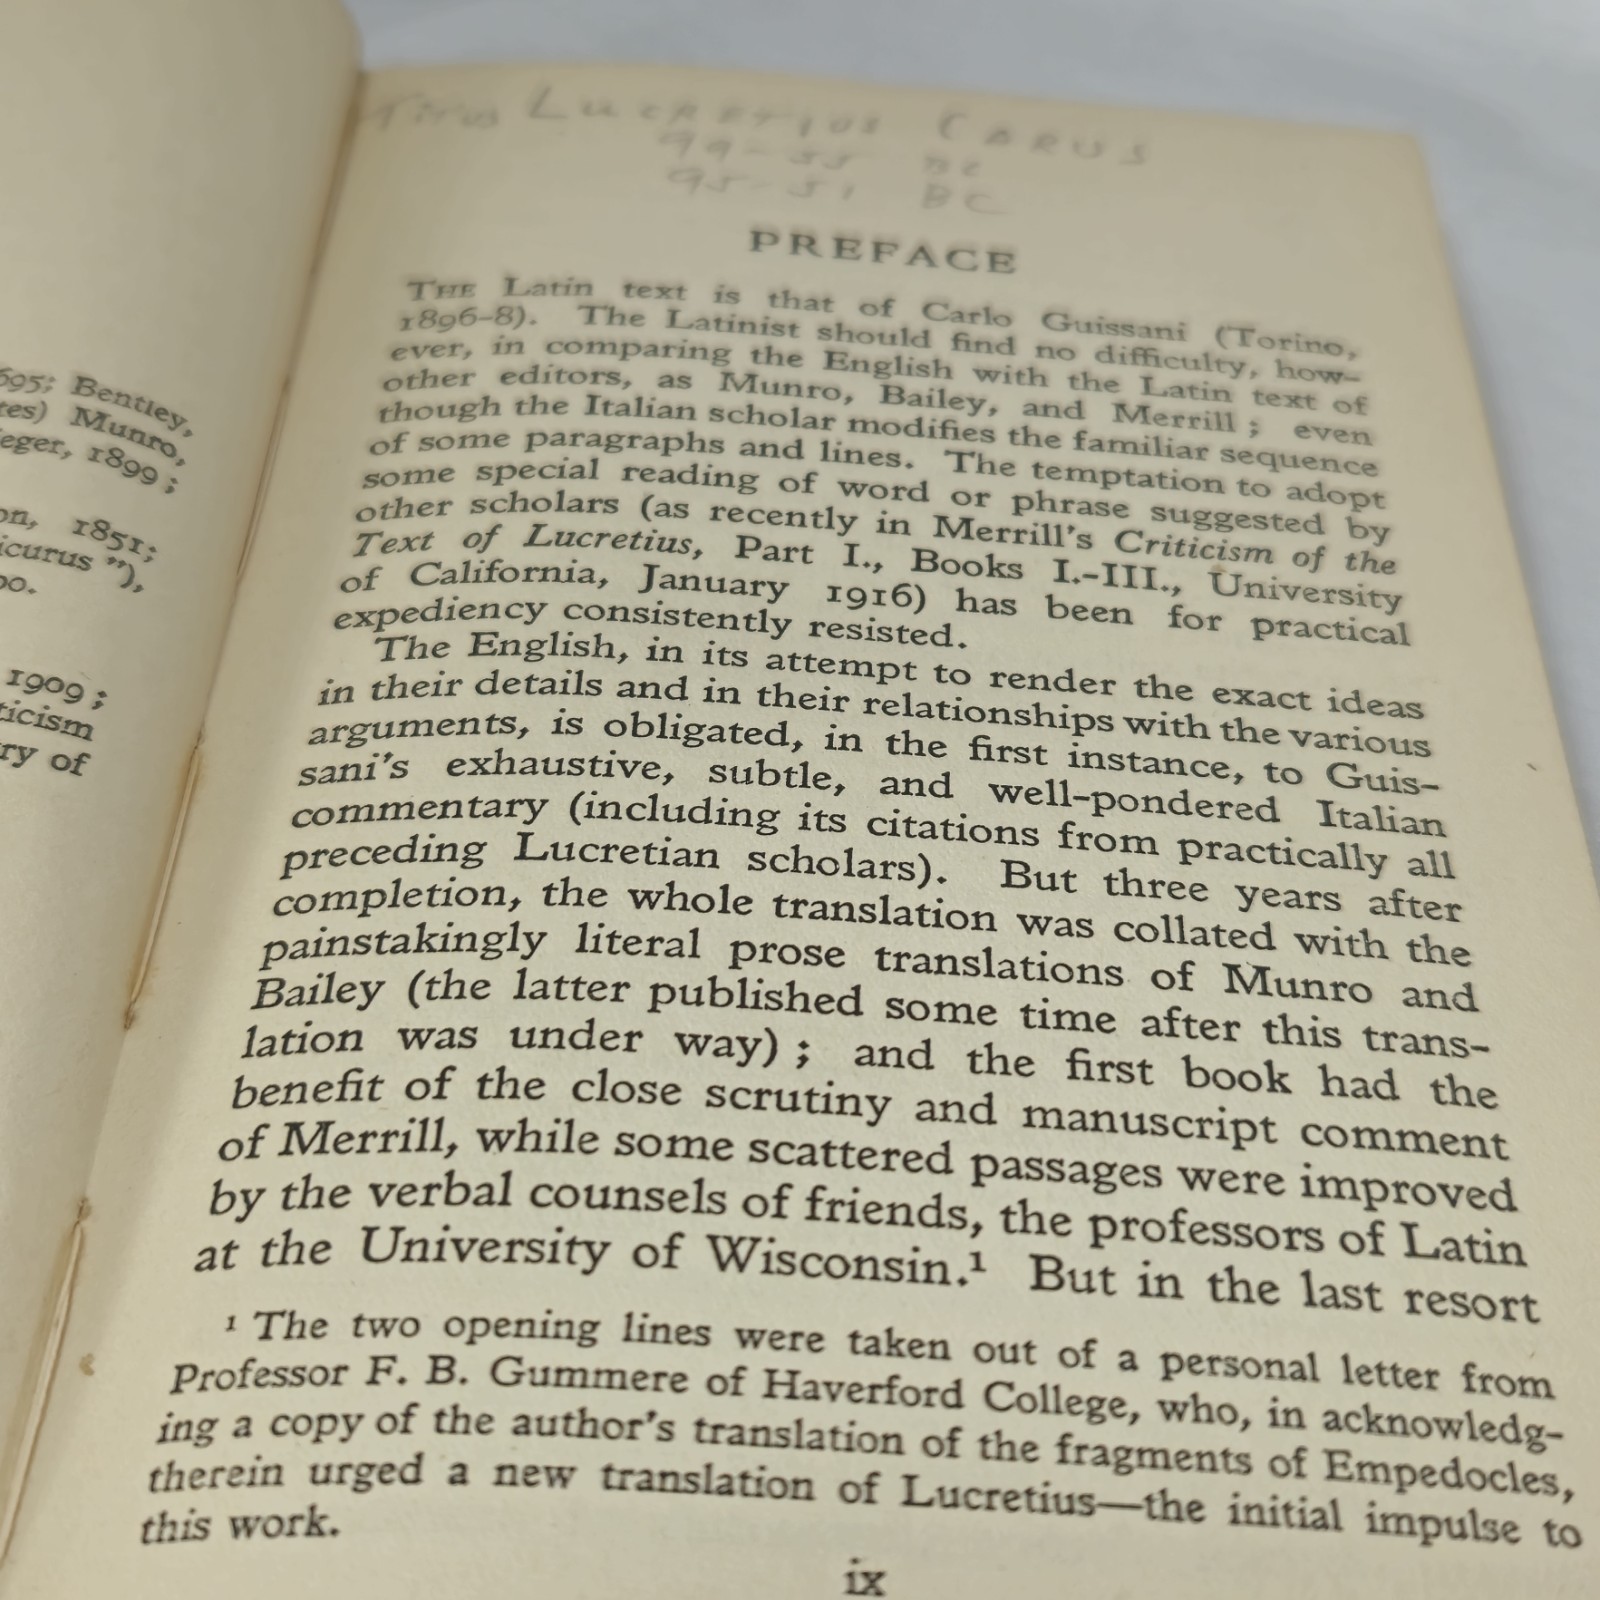 695; Bentley,
Munro,
1899;
1851;
"),
1909;
of
Titus Lucretius Carus
99-55 BC
95-51 BC
PREFACE
THE Latin text is that of Carlo Guissani (Torino,
1896-8). The Latinist should find no difficulty, how-
ever, in comparing the English with the Latin text of
other editors, as Munro, Bailey, and Merrill; even
though the Italian scholar modifies the familiar sequence
of some paragraphs and lines. The temptation to adopt
some special reading of word or phrase suggested by
other scholars (as recently in Merrill's Criticism of the
Text of Lucretius, Part I., Books I.-III., University
of California, January 1916) has been for practical
expediency consistently resisted.
The English, in its attempt to render the exact ideas
in their details and in their relationships with the various
arguments, is obligated, in the first instance, to Guis-
sani's exhaustive, subtle, and well-pondered Italian
commentary (including its citations from practically all
preceding Lucretian scholars). But three years after
completion, the whole translation was collated with the
painstakingly literal prose translations of Munro and
Bailey (the latter published some time after this trans-
lation was under way); and the first book had the
benefit of the close scrutiny and manuscript comment
of Merrill, while some scattered passages were improved
by the verbal counsels of friends, the professors of Latin
at the University of Wisconsin.¹ But in the last resort
¹ The two opening lines were taken out of a personal letter from
Professor F. B. Gummere of Haverford College, who, in acknowledg-
ing a copy of the author's translation of the fragments of Empedocles,
therein urged a new translation of Lucretius—the initial impulse to
this work.
ix